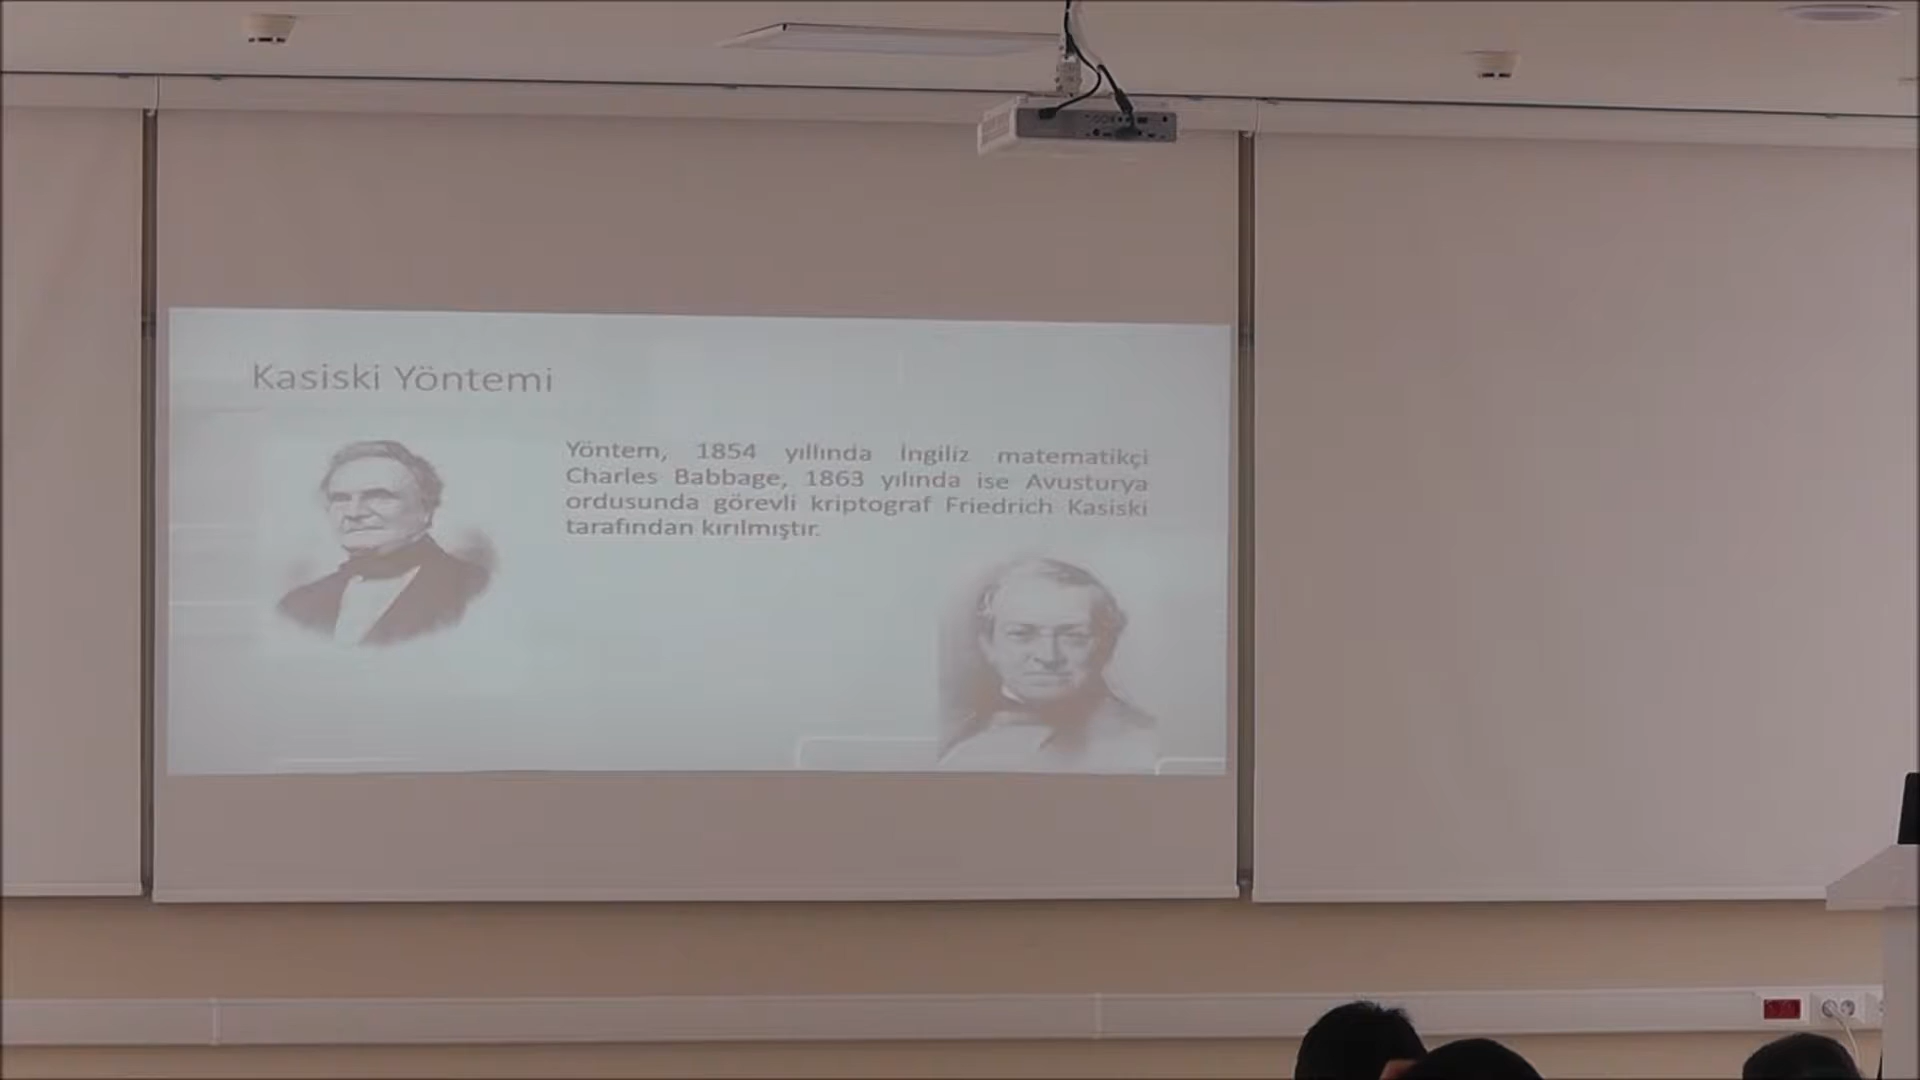 Kasiski Yöntemi
Yöntem, 1854 yıllında İngiliz matematikçi
Charles Babbage, 1863 yılında ise Avusturya
ordusunda görevli kriptograf Friedrich Kasiski
tarafından kırılmıştır.